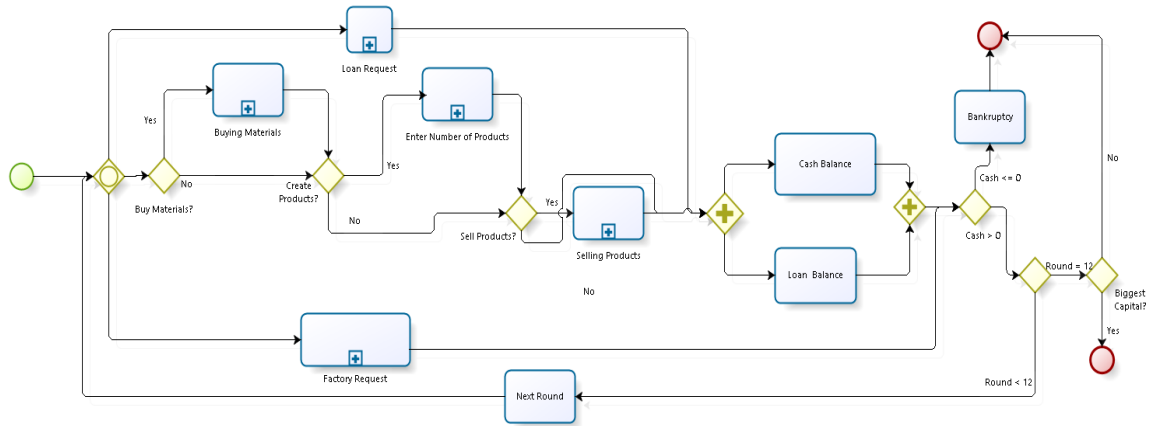 Loan Request
Buying Materials
Yes
Enter Number of Products
Yes
No
Buy Materials?
Create
Products?
No
Yes
Sell Products?
Selling Products
No
Cash Balance
Loan Balance
Bankruptcy
Cash <= 0
Cash > 0
No
Round = 12
Biggest
Capital?
Yes
Factory Request
Next Round
Round < 12